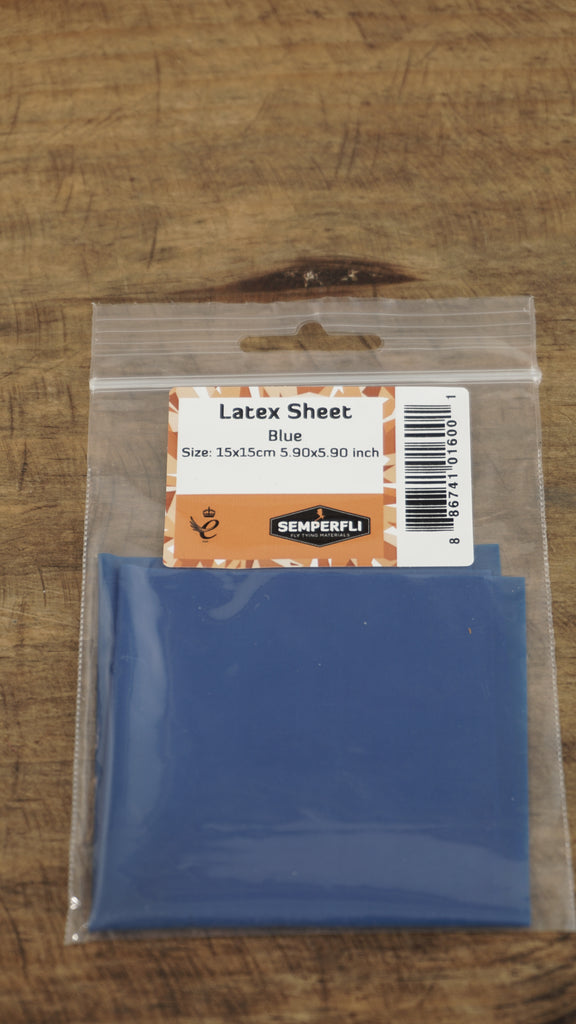 Latex Sheet
Blue
Size: 15x15cm 5.90x5.90 inch
SEMPERFLI
FLY TYING MATERIALS
8 86741 01600 1